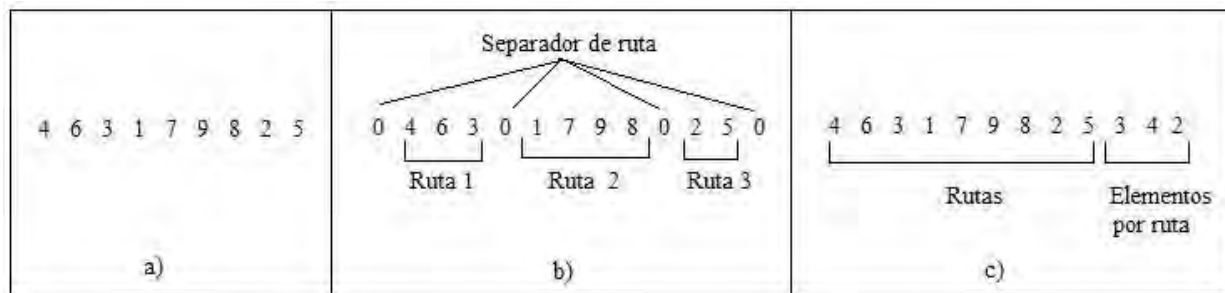 4 6 3 1 7 9 8 2 5
a)
Separador de ruta
0 4 6 3 0 1 7 9 8 0 2 5 0
Ruta 1 Ruta 2 Ruta 3
b)
4 6 3 1 7 9 8 2 5 3 4 2
Rutas Elementos
por ruta
c)